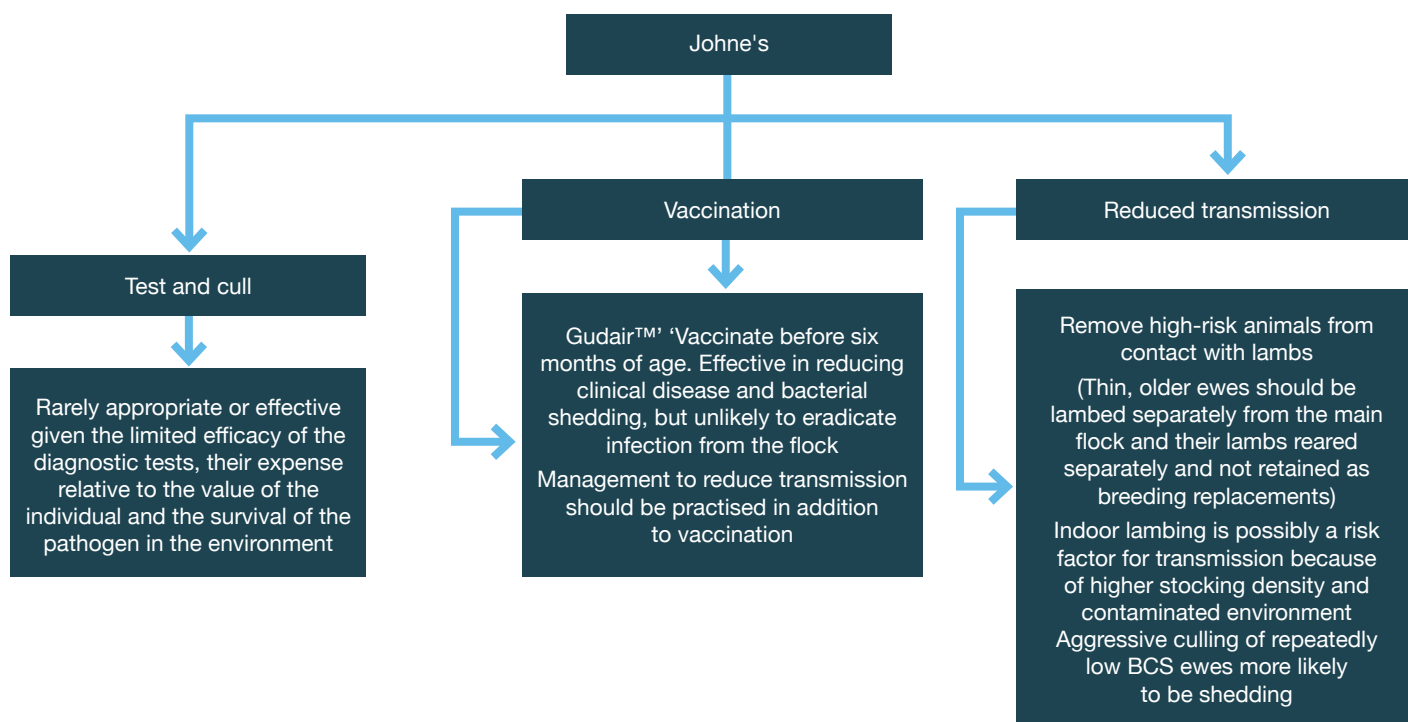 Johne's
Test and cull
Rarely appropriate or effective
given the limited efficacy of the
diagnostic tests, their expense
relative to the value of the
individual and the survival of the
pathogen in the environment
Vaccination
Gudair™’ ‘Vaccinate before six
months of age. Effective in reducing
clinical disease and bacterial
shedding, but unlikely to eradicate
infection from the flock
Management to reduce transmission
should be practised in addition
to vaccination
Reduced transmission
Remove high-risk animals from
contact with lambs
(Thin, older ewes should be
lambed separately from the main
flock and their lambs reared
separately and not retained as
breeding replacements)
Indoor lambing is possibly a risk
factor for transmission because
of higher stocking density and
contaminated environment
Aggressive culling of repeatedly
low BCS ewes more likely
to be shedding